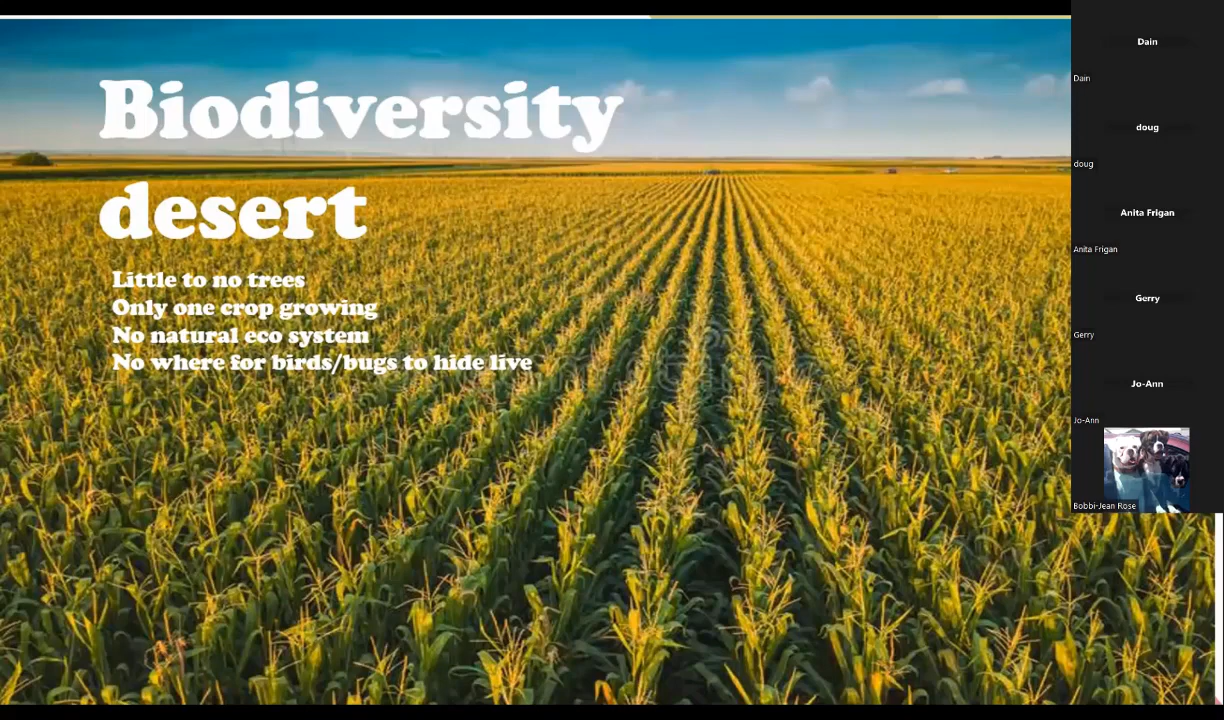 Biodiversity
desert
Little to no trees
Only one crop growing
No natural eco system
No where for birds/bugs to hide live
Dain
Dain
doug
doug
Anita Frigan
Anita Frigan
Gerry
Gerry
Jo-Ann
Jo-Ann
Bobbi-Jean Rose